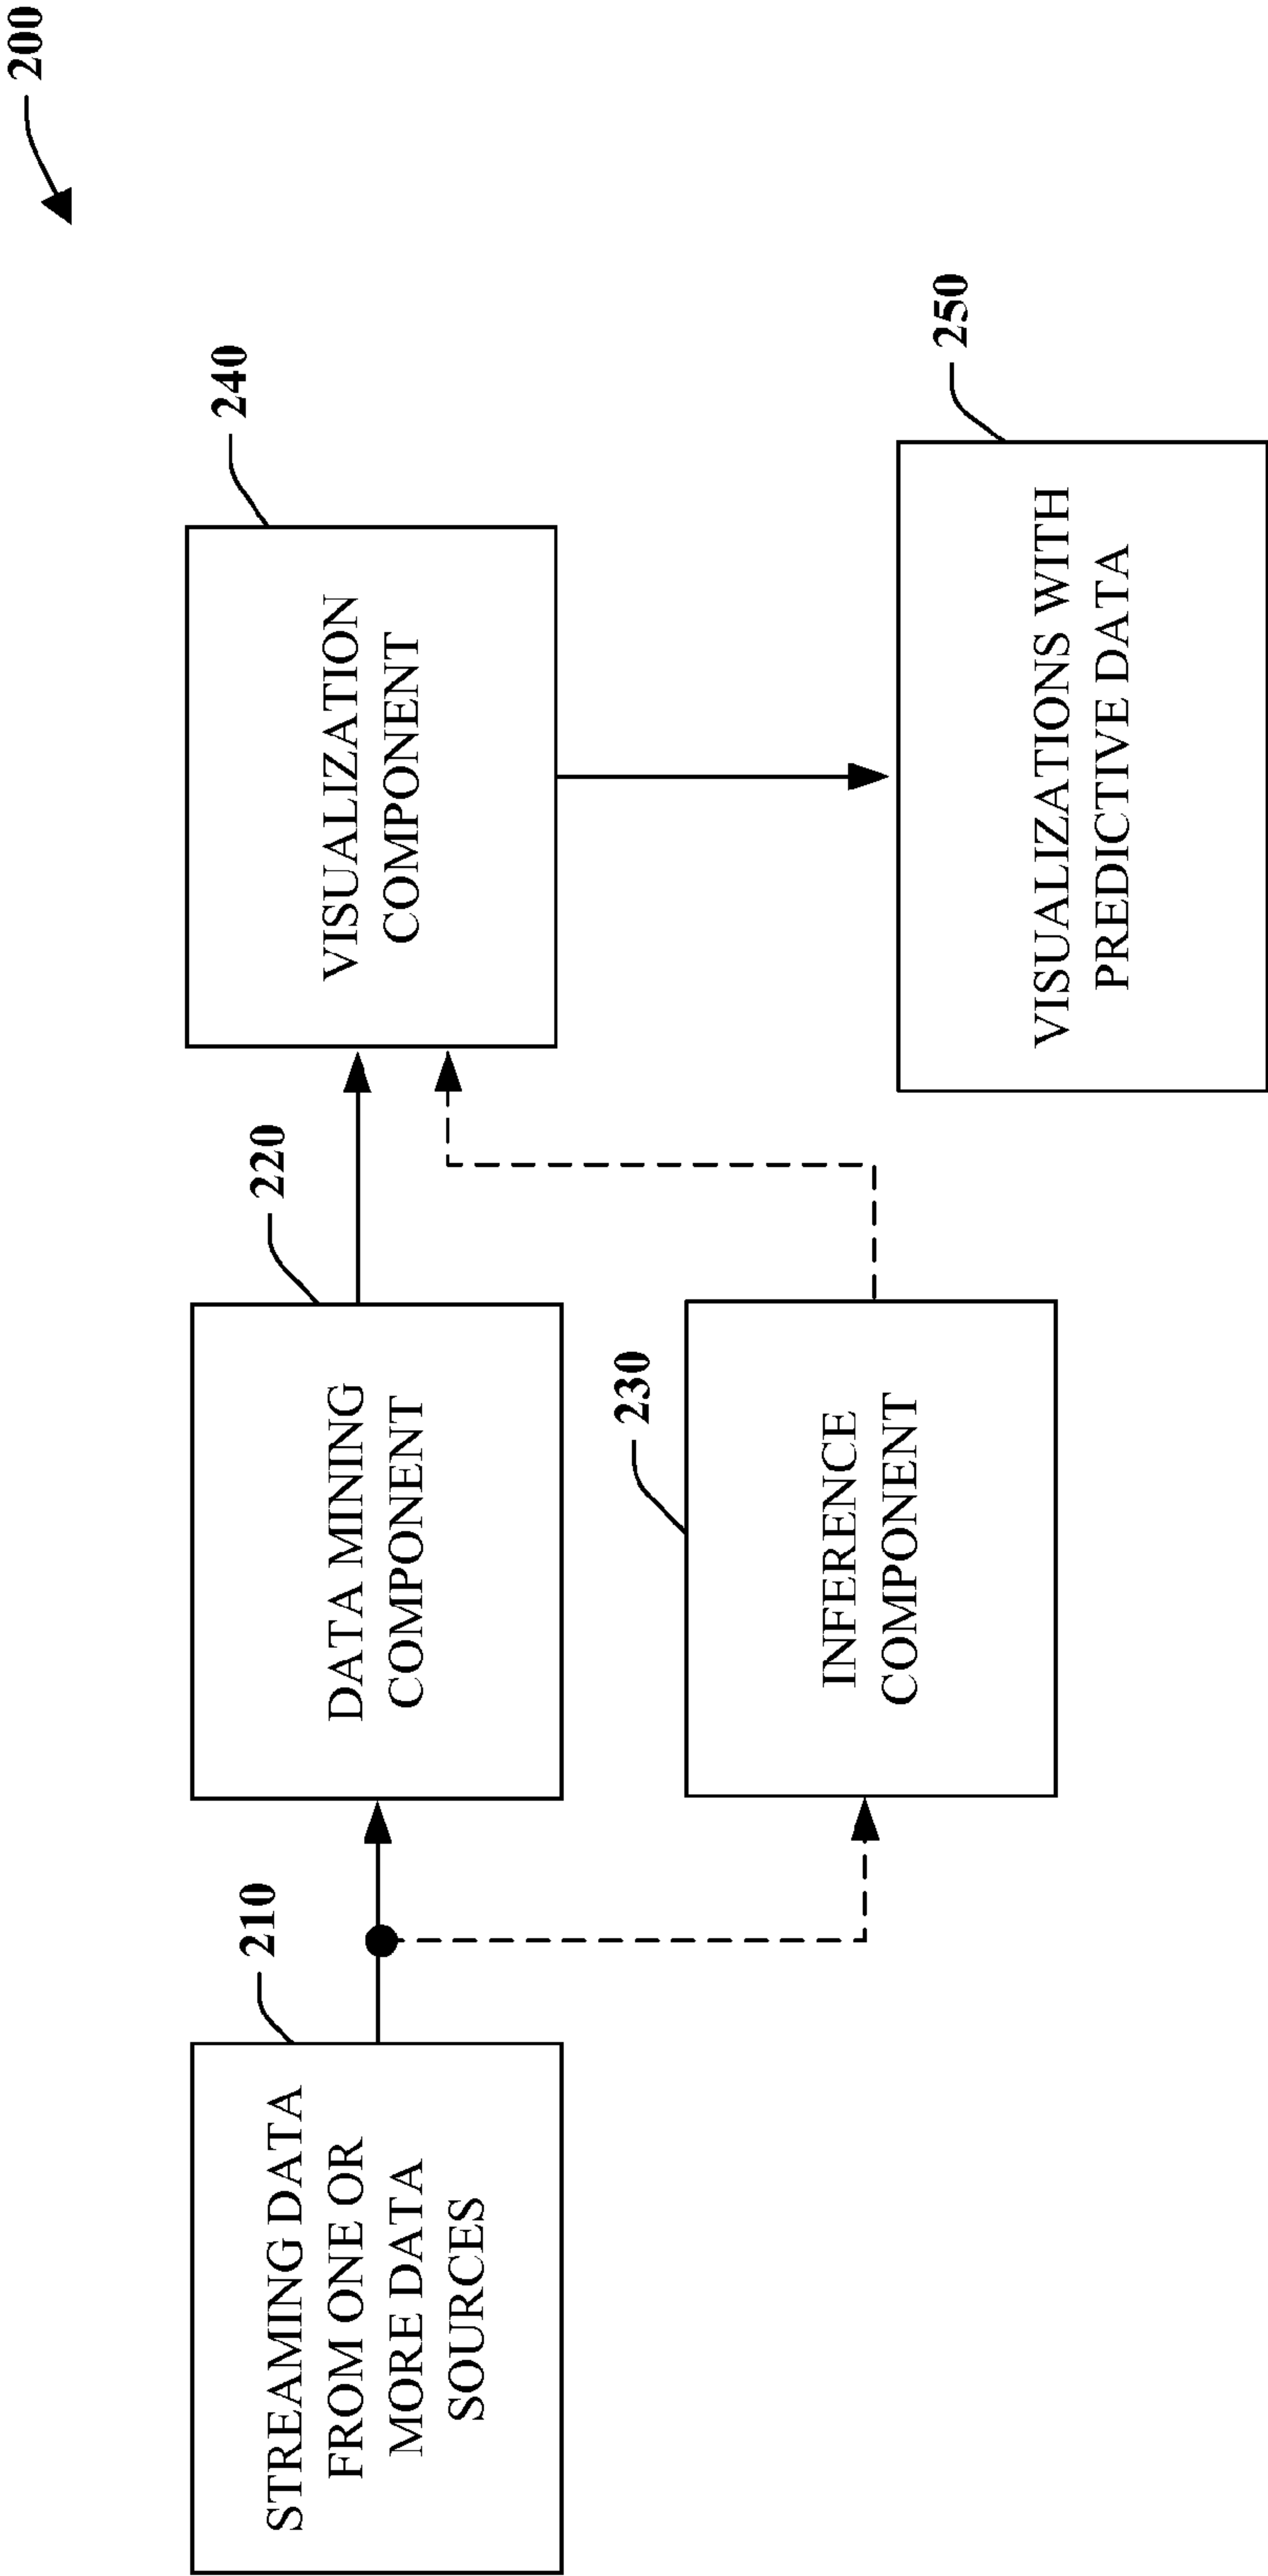 200
210
STREAMING DATA
FROM ONE OR
MORE DATA
SOURCES
220
DATA MINING
COMPONENT
230
INFERENCE
COMPONENT
240
VISUALIZATION
COMPONENT
250
VISUALIZATIONS WITH
PREDICTIVE DATA